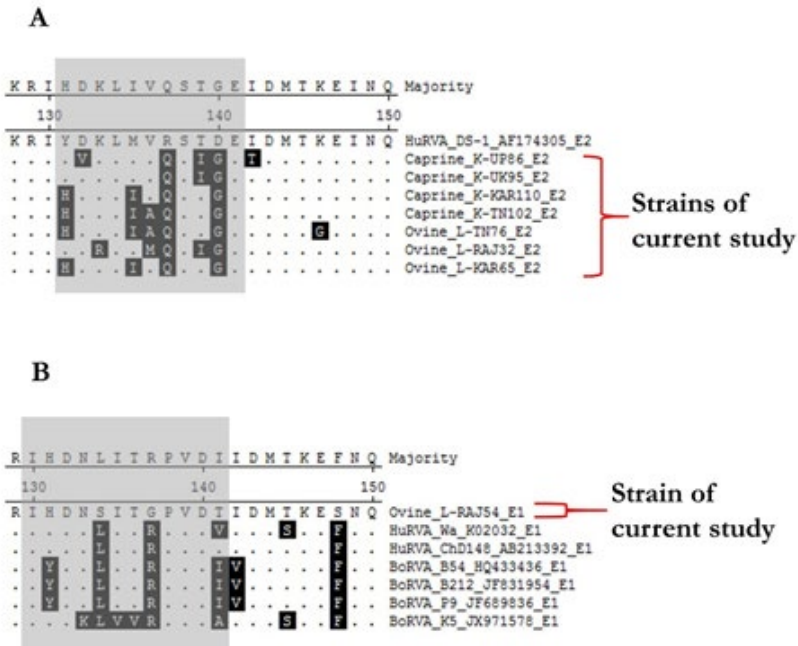 A
K R I H D K L I V Q S T G E I D M T K E I N Q Majority
130 140 150
K R I Y D K L M V R S T D E I D M T K E I N Q HuRVA_DS-1_AF174305_E2
. . . . V . . . . Q . I G . T . . . . . . . . Caprine_K-UP86_E2
. . . . . . . . . Q . I G . . . . . . . . . . Caprine_K-UK95_E2
. . . H . . . I . Q . . G . . . . . . . . . . Caprine_K-KAR110_E2
. . . H . . . I A Q . . G . . . . . . . . . . Caprine_K-TN102_E2
. . . H . . . I A Q . . G . . . . . G . . . . Ovine_L-TN76_E2
. . . . . R . . M Q . I G . . . . . . . . . . Ovine_L-RAJ32_E2
. . . H . . . I . Q . . G . . . . . . . . . . Ovine_L-KAR65_E2
Strains of
current study
B
R I H D N L I T R P V D I I D M T K E F N Q Majority
130 140 150
R I H D N S I T G P V D T I D M T K E S N Q Ovine_L-RAJ54_E1
. . . . . L . . R . . . V . . . S . . F . . HuRVA_Wa_K02032_E1
. . . . . L . . R . . . . . . . . . . F . . HuRVA_ChD148_AB213392_E1
. . Y . . L . . R . . . I V . . . . . F . . BoRVA_B54_HQ433436_E1
. . Y . . L . . R . . . I V . . . . . F . . BoRVA_B212_JF831954_E1
. . Y . . L . . R . . . I V . . . . . F . . BoRVA_P9_JF689836_E1
. . . . K L V V R . . . A . . . S . . F . . BoRVA_K5_JX971578_E1
Strain of
current study